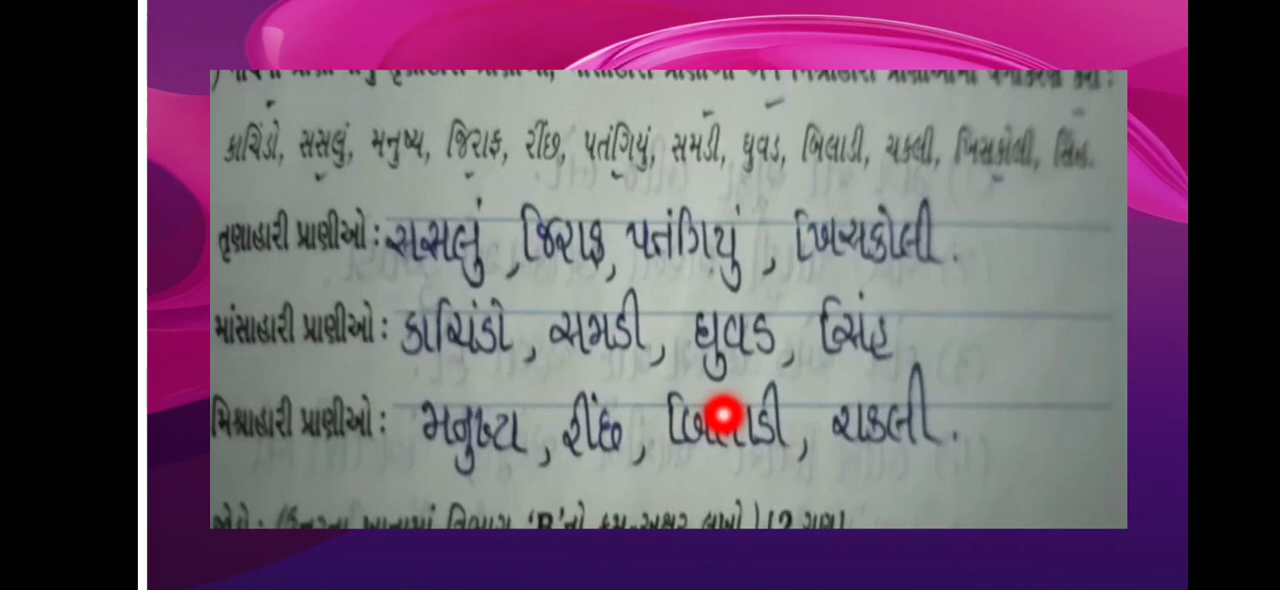 કાચિંડો, સસલું, મનુષ્ય, જિરાફ, રીંછ, પતંગિયું, સમડી, ઘુવડ, બિલાડી, ચકલી, ખિસકોલી, સિંહ.
તૃણાહારી પ્રાણીઓ : સસલું, જિરાફ, પતંગિયું, ખિસકોલી.
માંસાહારી પ્રાણીઓ : કાચિંડો, સમડી, ઘુવડ, સિંહ
મિશ્રાહારી પ્રાણીઓ : મનુષ્ય, રીંછ, બિલાડી, ચકલી.